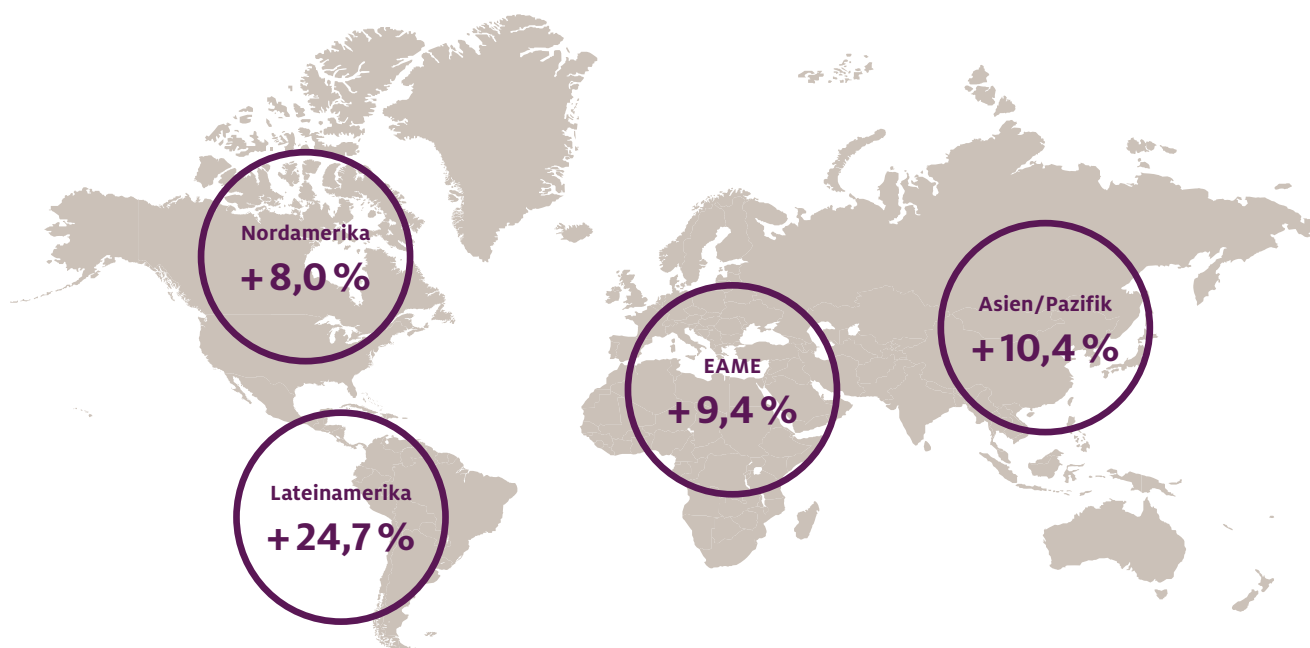 Nordamerika
+ 8,0 %
Asien/Pazifik
+ 10,4 %
EAME
+ 9,4 %
Lateinamerika
+ 24,7 %